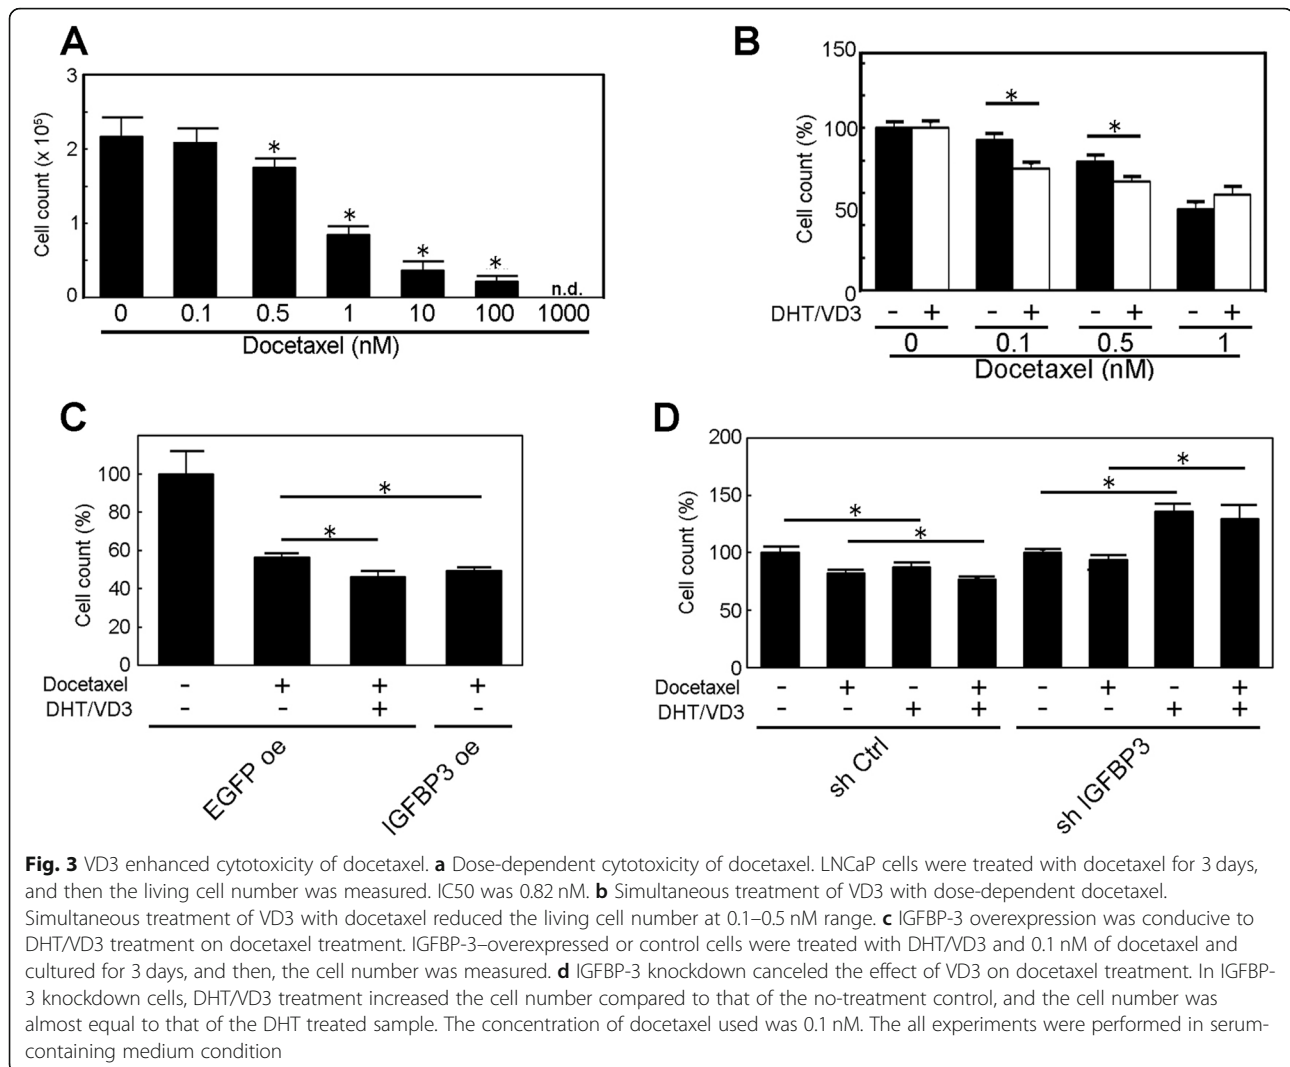 A
3
2
1
0
Cell count (x 10⁵)
* * * *
n.d.
0 0.1 0.5 1 10 100 1000
Docetaxel (nM)
B
150
100
50
0
Cell count (%)
* *
DHT/VD3 - + - + - + - +
0 0.1 0.5 1
Docetaxel (nM)
C
100
80
60
40
20
0
Cell count (%)
*
*
Docetaxel - + + +
DHT/VD3 - - + -
EGFP oe IGFBP3 oe
D
200
150
100
50
0
Cell count (%)
* * * *
Docetaxel - + - + - + - +
DHT/VD3 - - + + - - + +
sh Ctrl sh IGFBP3
Fig. 3 VD3 enhanced cytotoxicity of docetaxel. a Dose-dependent cytotoxicity of docetaxel. LNCaP cells were treated with docetaxel for 3 days,
and then the living cell number was measured. IC50 was 0.82 nM. b Simultaneous treatment of VD3 with dose-dependent docetaxel.
Simultaneous treatment of VD3 with docetaxel reduced the living cell number at 0.1–0.5 nM range. c IGFBP-3 overexpression was conducive to
DHT/VD3 treatment on docetaxel treatment. IGFBP-3–overexpressed or control cells were treated with DHT/VD3 and 0.1 nM of docetaxel and
cultured for 3 days, and then, the cell number was measured. d IGFBP-3 knockdown canceled the effect of VD3 on docetaxel treatment. In IGFBP-
3 knockdown cells, DHT/VD3 treatment increased the cell number compared to that of the no-treatment control, and the cell number was
almost equal to that of the DHT treated sample. The concentration of docetaxel used was 0.1 nM. The all experiments were performed in serum-
containing medium condition